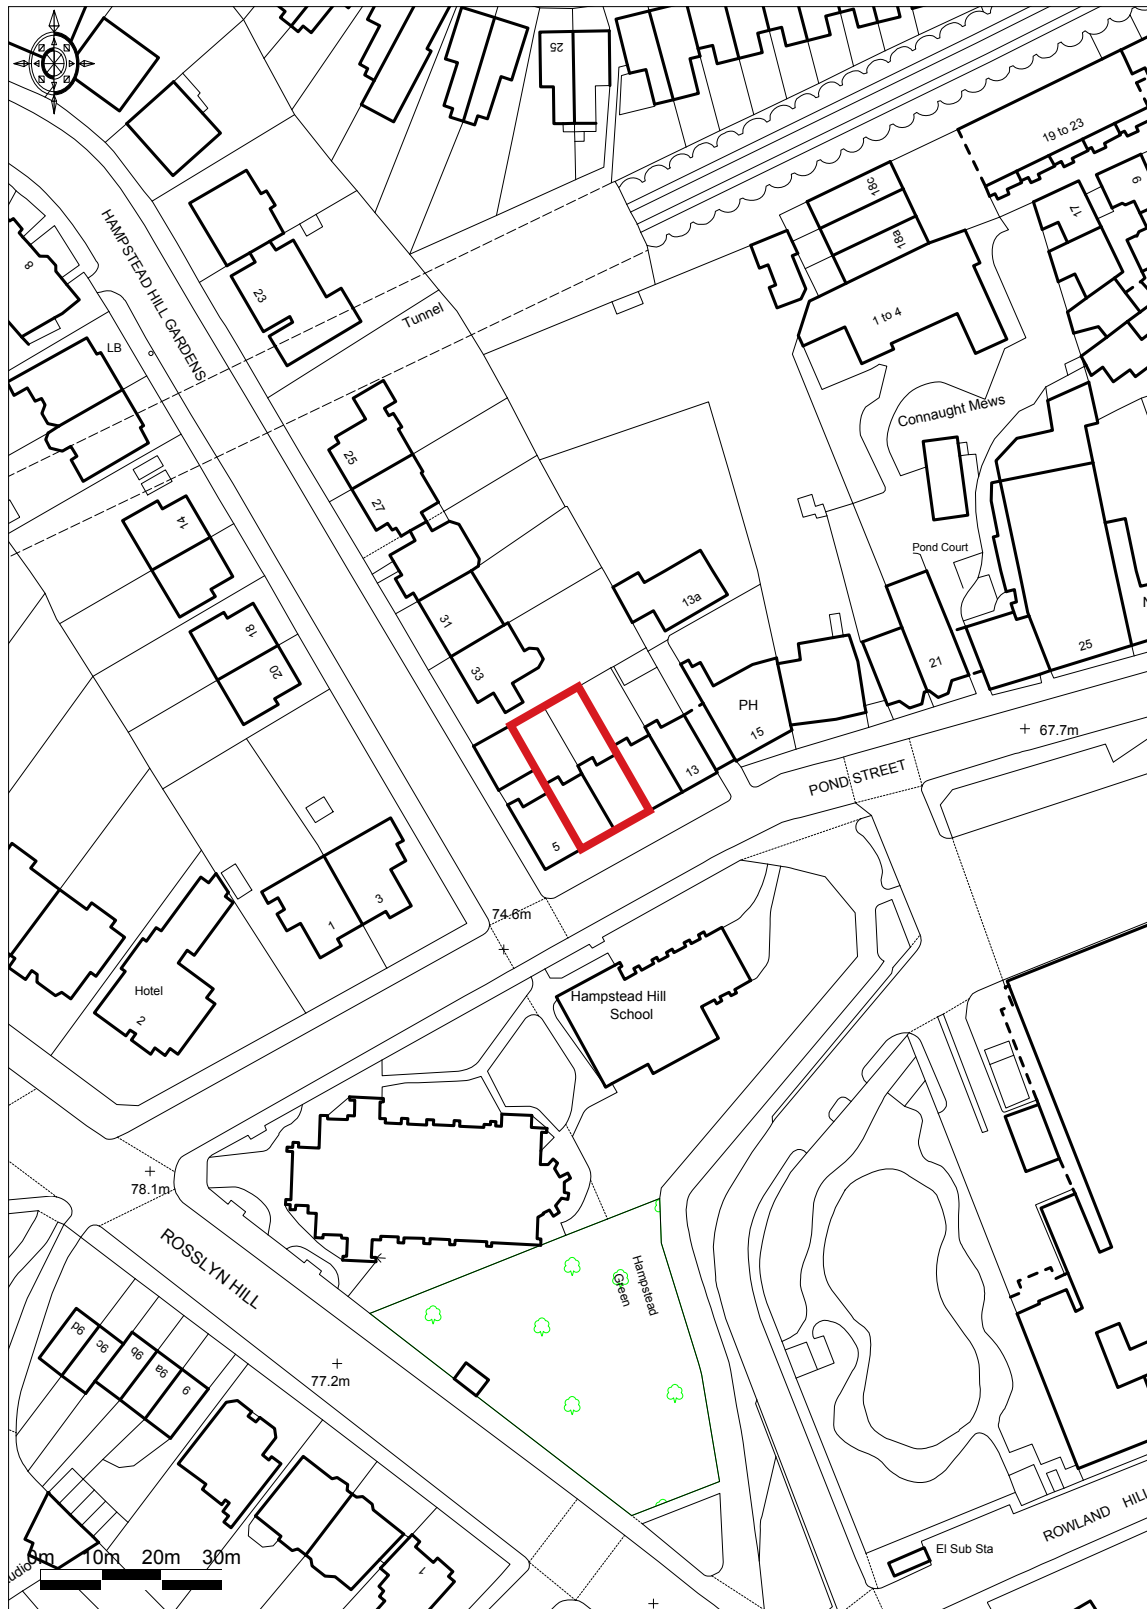 25
19 to 23
9
17
18c
18a
8
HAMPSTEAD HILL GARDENS
23
Tunnel
1 to 4
LB
Connaught Mews
25
27
14
Pond Court
13a
31
18
20
33
21
25
PH
15
67.7m
13
POND STREET
5
3
1
74.6m
Hotel
2
Hampstead Hill
School
78.1m
ROSSLYN HILL
Hampstead
Green
9d
9c
9b
9a
9
77.2m
ROWLAND HILL
El Sub Sta
1
0m 10m 20m 30m